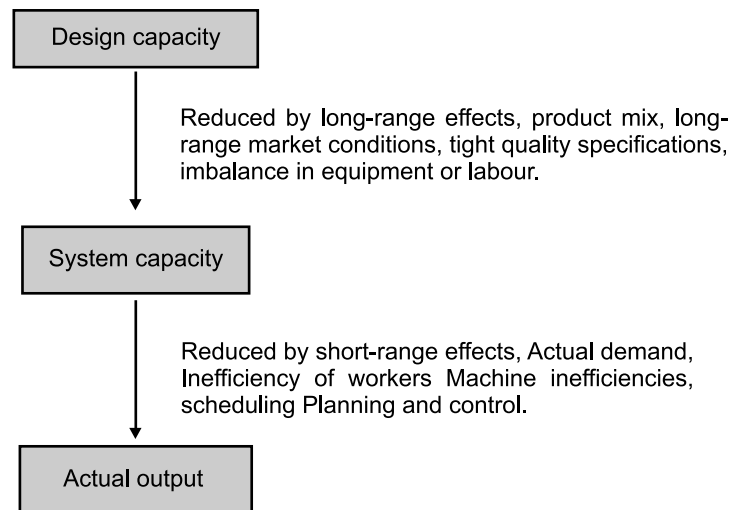 Design capacity
Reduced by long-range effects, product mix, long-
range market conditions, tight quality specifications,
imbalance in equipment or labour.
System capacity
Reduced by short-range effects, Actual demand,
Inefficiency of workers Machine inefficiencies,
scheduling Planning and control.
Actual output